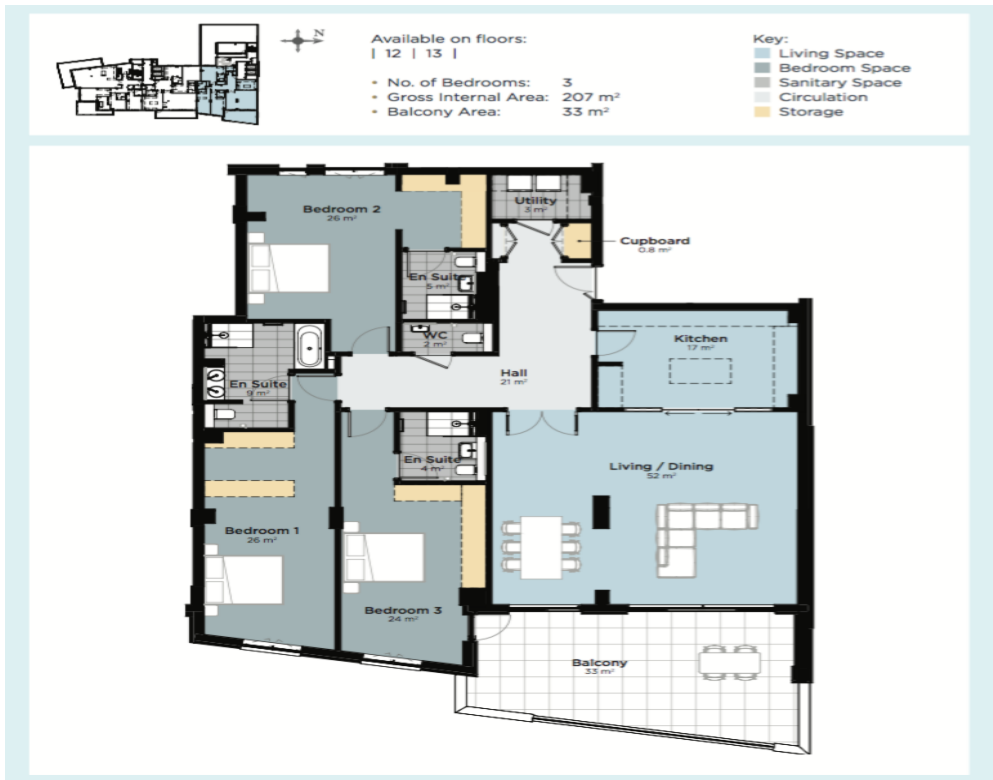 Available on floors:
| 12 | 13 |
• No. of Bedrooms: 3
• Gross Internal Area: 207 m²
• Balcony Area: 33 m²
N
Key:
Living Space
Bedroom Space
Sanitary Space
Circulation
Storage
Bedroom 2
26 m²
Utility
3 m²
Cupboard
0.8 m²
En Suite
5 m²
WC
2 m²
Kitchen
17 m²
Hall
21 m²
En Suite
9 m²
En Suite
4 m²
Living / Dining
52 m²
Bedroom 1
26 m²
Bedroom 3
24 m²
Balcony
33 m²